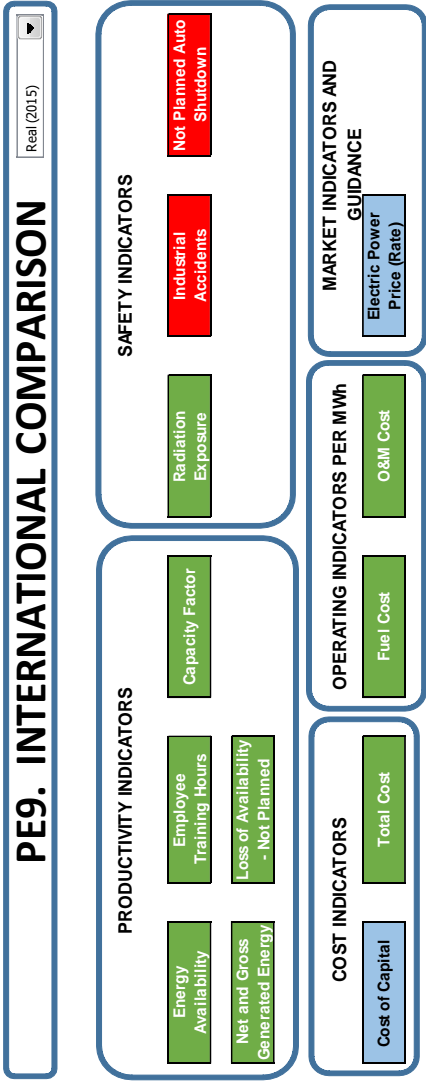 PE9. INTERNATIONAL COMPARISON
Real (2015)
PRODUCTIVITY INDICATORS
Energy
Availability
Employee
Training Hours
Capacity Factor
Net and Gross
Generated Energy
Loss of Availability
- Not Planned
SAFETY INDICATORS
Radiation
Exposure
Industrial
Accidents
Not Planned Auto
Shutdown
COST INDICATORS
Cost of Capital
Total Cost
OPERATING INDICATORS PER MWh
Fuel Cost
O&M Cost
MARKET INDICATORS AND
GUIDANCE
Electric Power
Price (Rate)